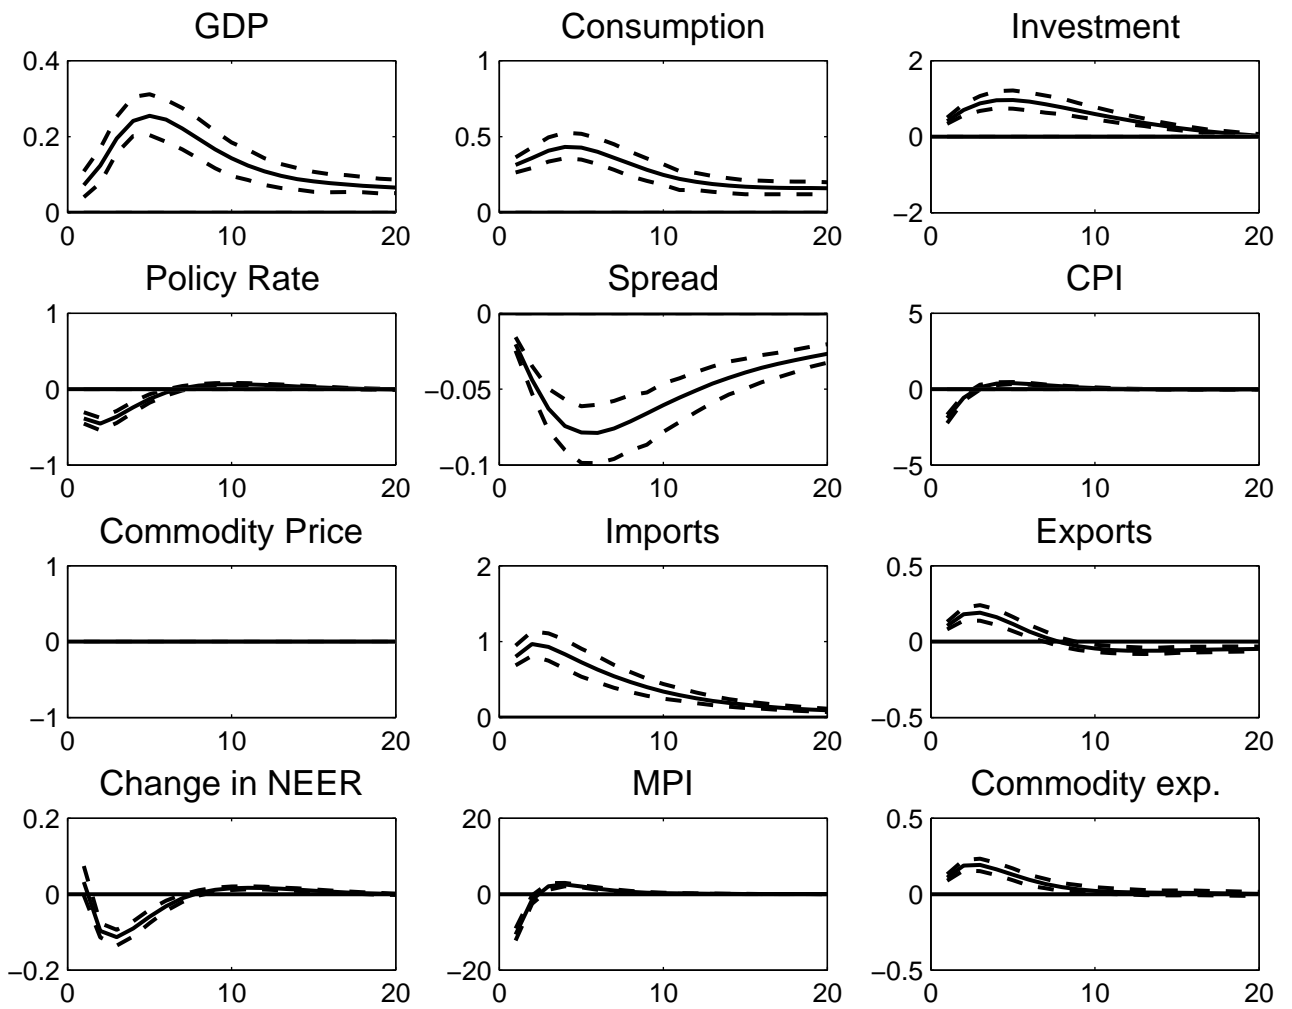 GDP Consumption Investment
0.4 1 2
0.2 0.5 0
0 0 −2
0 10 20 0 10 20 0 10 20
Policy Rate Spread CPI
1 0 5
0 −0.05 0
−1 −0.1 −5
0 10 20 0 10 20 0 10 20
Commodity Price Imports Exports
1 2 0.5
0 1 0
−1 0 −0.5
0 10 20 0 10 20 0 10 20
Change in NEER MPI Commodity exp.
0.2 20 0.5
0 0 0
−0.2 −20 −0.5
0 10 20 0 10 20 0 10 20